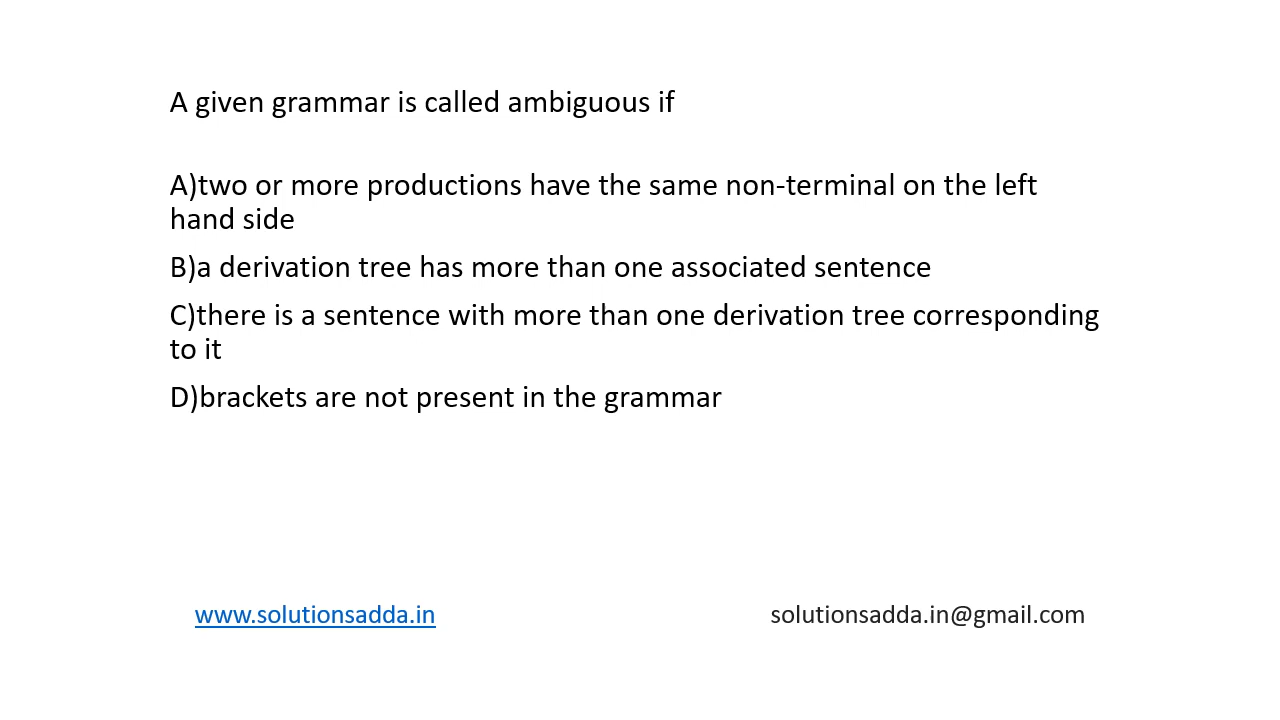 A given grammar is called ambiguous if
A)two or more productions have the same non-terminal on the left
hand side
B)a derivation tree has more than one associated sentence
C)there is a sentence with more than one derivation tree corresponding
to it
D)brackets are not present in the grammar
www.solutionsadda.in
solutionsadda.in@gmail.com